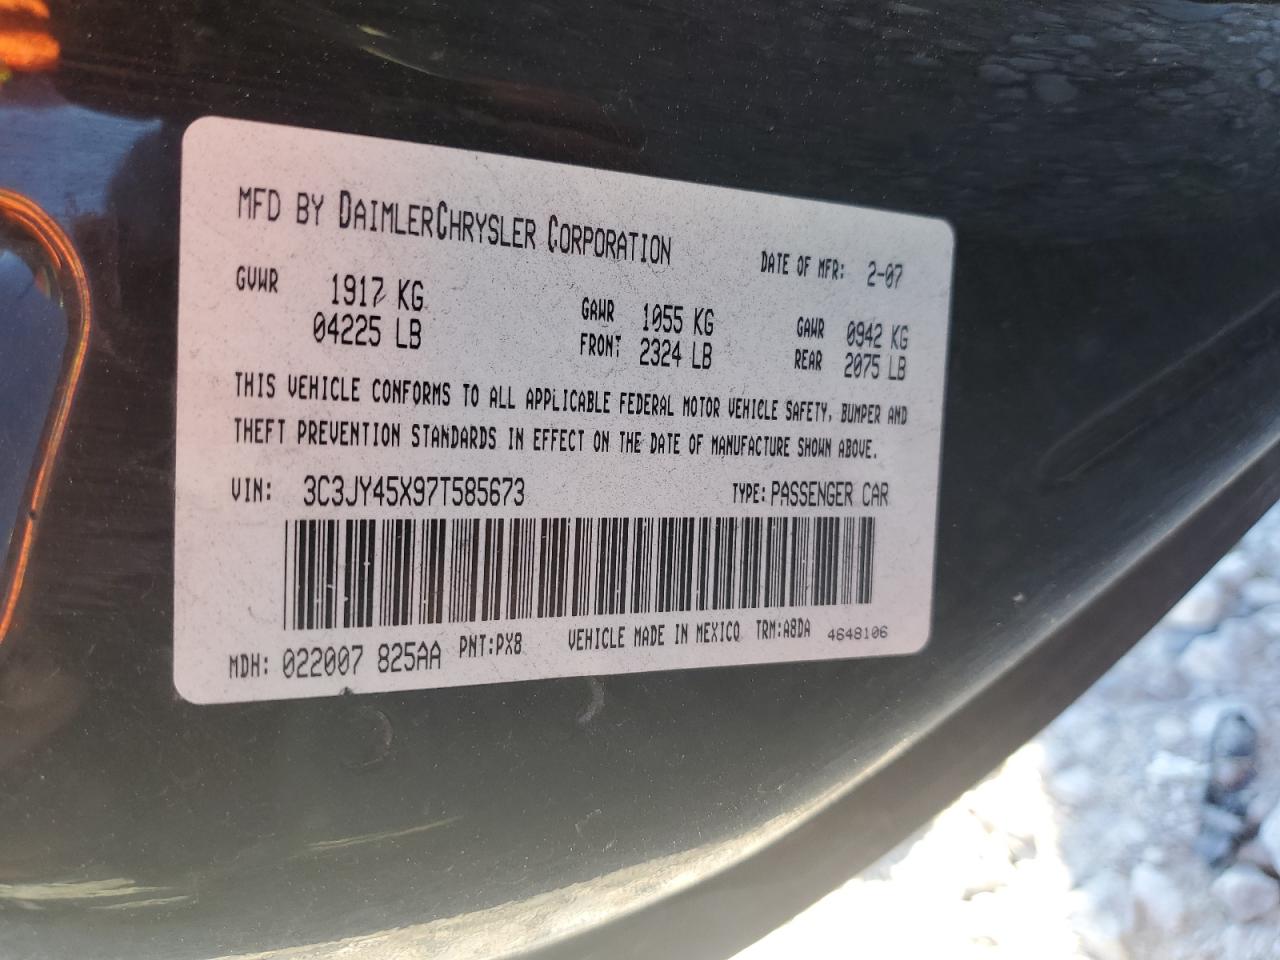 MFD BY DAIMLERCHRYSLER CORPORATION DATE OF MFR: 2-07
GVWR 1917 KG GAWR 1055 KG GAWR 0942 KG
04225 LB FRONT 2324 LB REAR 2075 LB
THIS VEHICLE CONFORMS TO ALL APPLICABLE FEDERAL MOTOR VEHICLE SAFETY, BUMPER AND
THEFT PREVENTION STANDARDS IN EFFECT ON THE DATE OF MANUFACTURE SHOWN ABOVE.
VIN: 3C3JY45X97T585673 TYPE: PASSENGER CAR
MDH: 022007 825AA PNT:PX8 VEHICLE MADE IN MEXICO TRM:A8DA 4648106